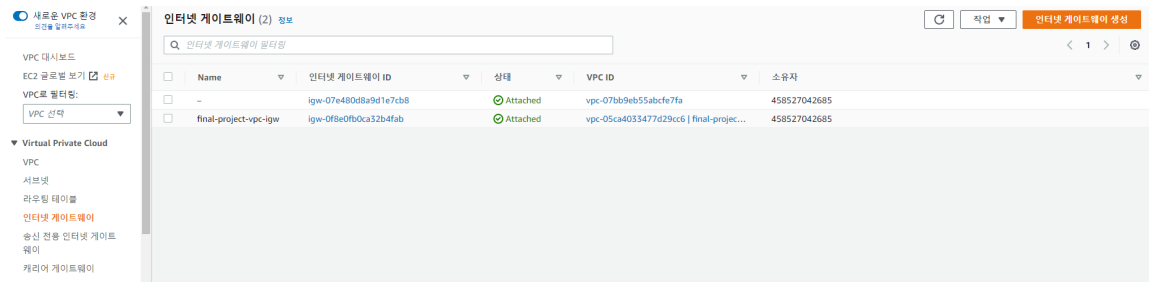 새로운 VPC 환경
의견을 알려주세요
VPC 대시보드
EC2 글로벌 보기 신규
VPC로 필터링:
VPC 선택
Virtual Private Cloud
VPC
서브넷
라우팅 테이블
인터넷 게이트웨이
송신 전용 인터넷 게이트
웨이
캐리어 게이트웨이
인터넷 게이트웨이 (2) 정보
작업
인터넷 게이트웨이 생성
인터넷 게이트웨이 필터링
1
Name 인터넷 게이트웨이 ID 상태 VPC ID 소유자
– igw-07e480d8a9d1e7cb8 Attached vpc-07bb9eb55abcfe7fa 458527042685
final-project-vpc-igw igw-0f8e0fb0ca32b4fab Attached vpc-05ca4033477d29cc6 | final-projec... 458527042685